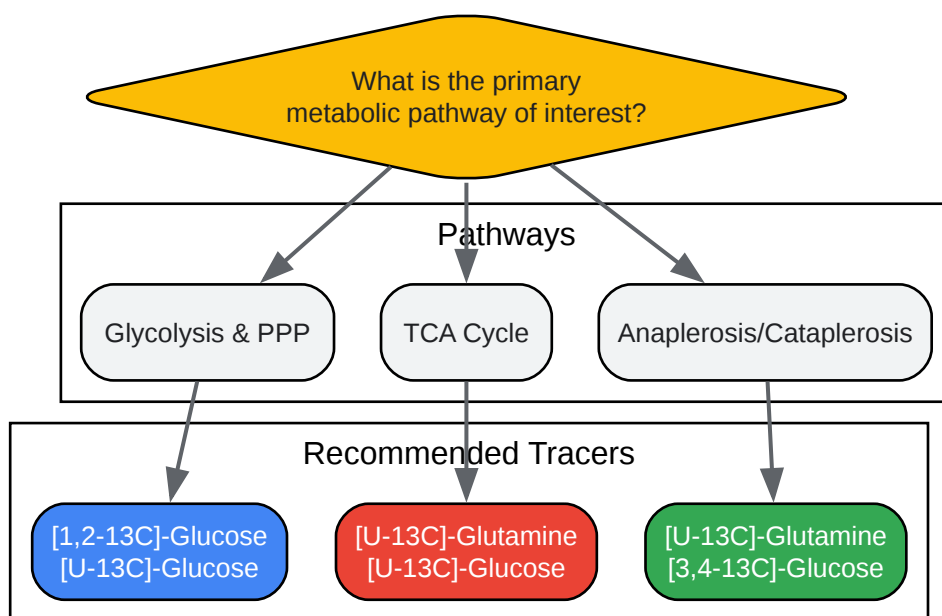 What is the primary
metabolic pathway of interest?
Pathways
Glycolysis & PPP
TCA Cycle
Anaplerosis/Cataplerosis
Recommended Tracers
[1,2-13C]-Glucose
[U-13C]-Glucose
[U-13C]-Glutamine
[U-13C]-Glucose
[U-13C]-Glutamine
[3,4-13C]-Glucose